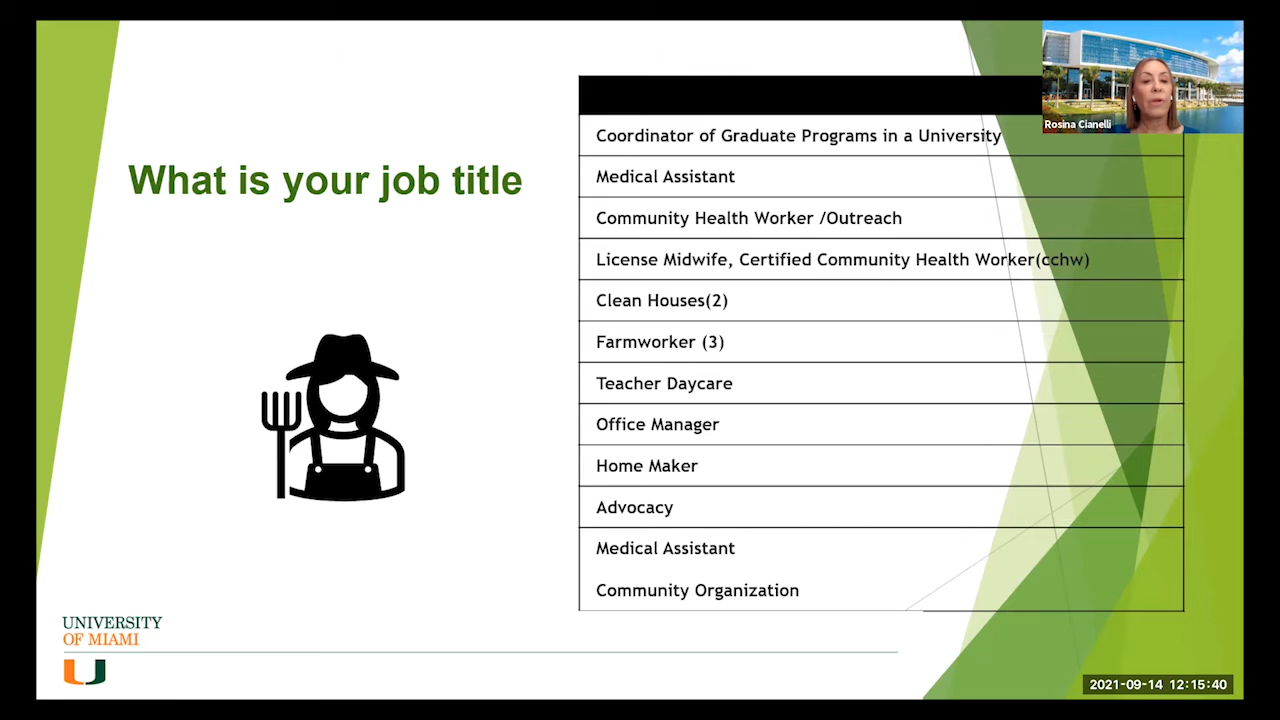 Rosina Cianelli
What is your job title
Coordinator of Graduate Programs in a University
Medical Assistant
Community Health Worker /Outreach
License Midwife, Certified Community Health Worker(cchw)
Clean Houses(2)
Farmworker (3)
Teacher Daycare
Office Manager
Home Maker
Advocacy
Medical Assistant
Community Organization
UNIVERSITY
OF MIAMI
2021-09-14 12:15:40